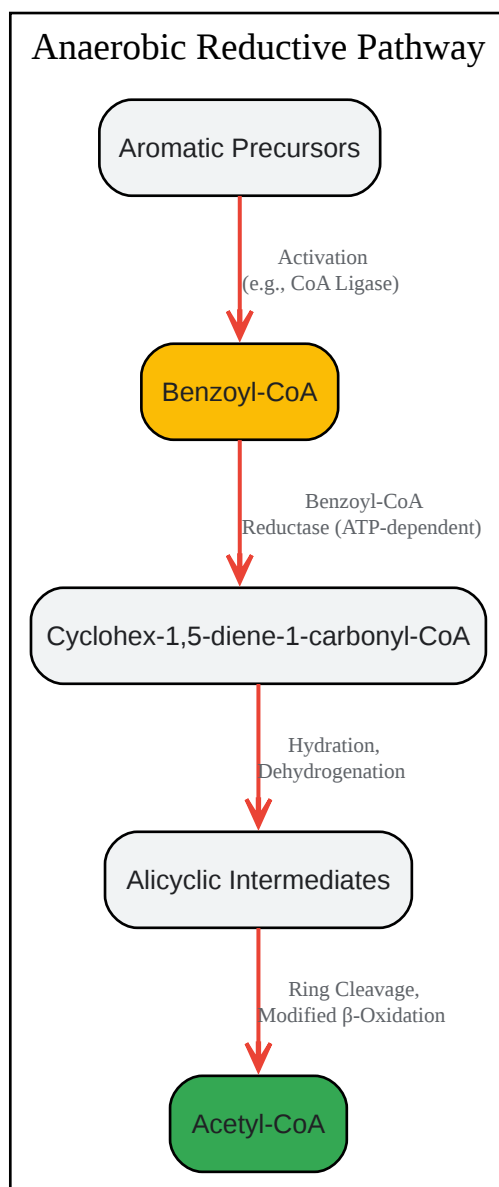 Anaerobic Reductive Pathway
Aromatic Precursors
Activation
(e.g., CoA Ligase)
Benzoyl-CoA
Benzoyl-CoA
Reductase (ATP-dependent)
Cyclohex-1,5-diene-1-carbonyl-CoA
Hydration,
Dehydrogenation
Alicyclic Intermediates
Ring Cleavage,
Modified β-Oxidation
Acetyl-CoA